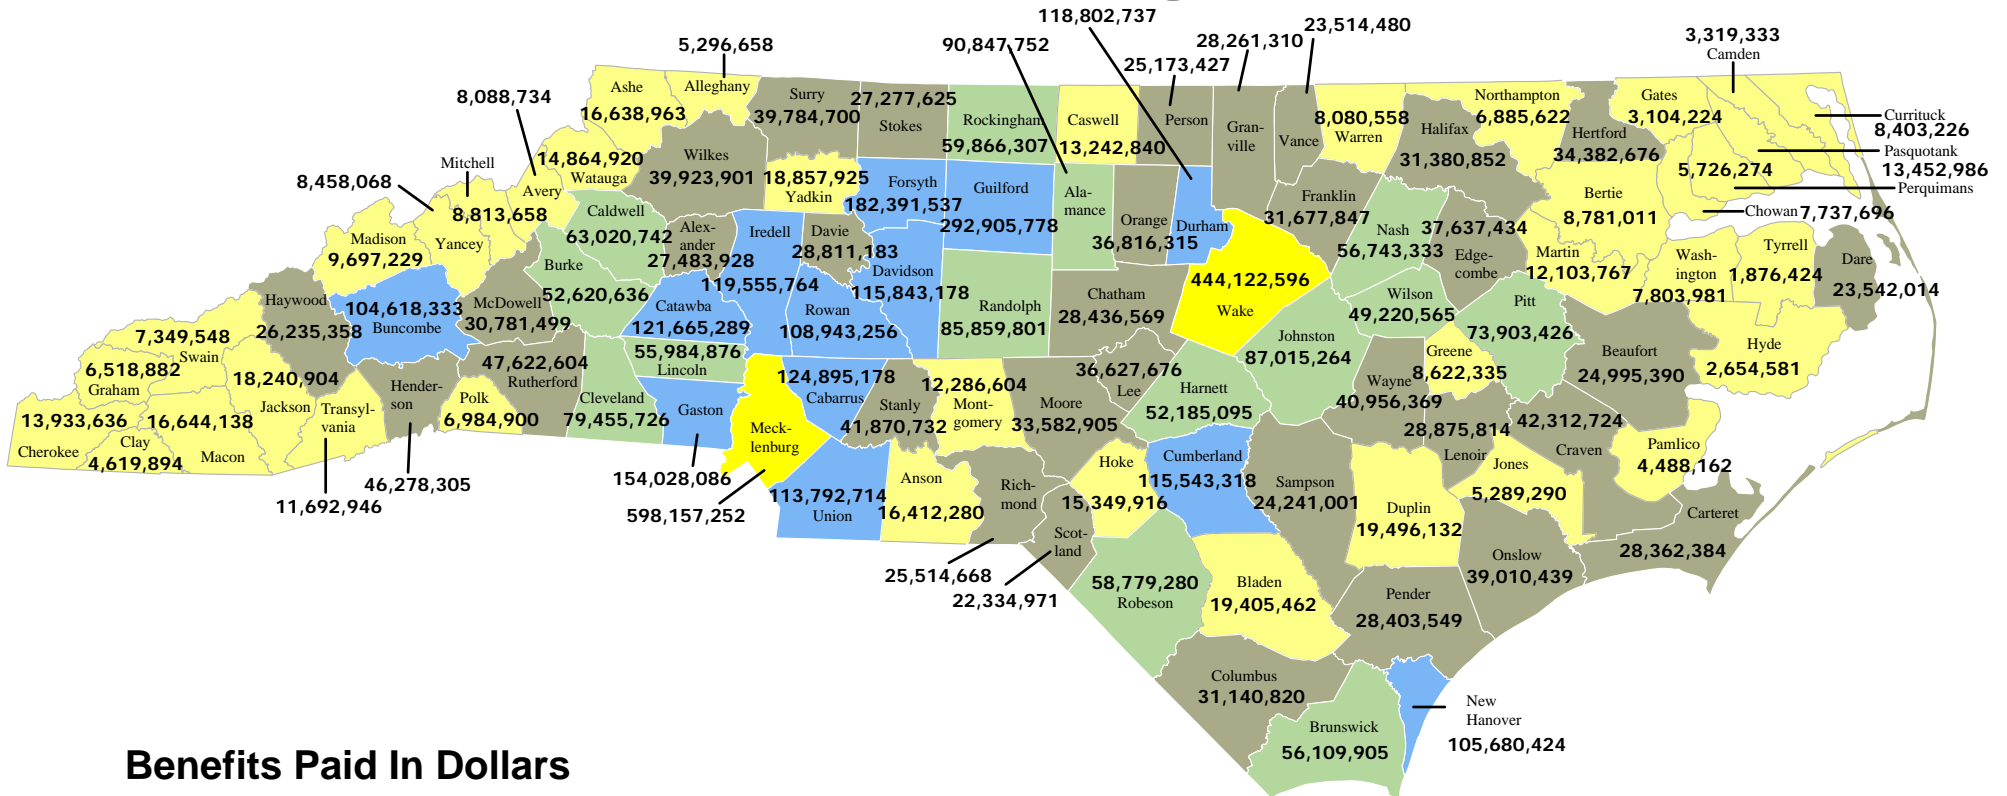 118,802,737
23,514,480
90,847,752
28,261,310
5,296,658
25,173,427
3,319,333
Camden
8,088,734
Ashe
16,638,963
Alleghany
Surry
39,784,700
27,277,625
Stokes
Rockingham
59,866,307
Caswell
13,242,840
Person
Gran-
ville
Vance
8,080,558
Warren
Halifax
31,380,852
Northampton
6,885,622
Hertford
34,382,676
Gates
3,104,224
Currituck
8,403,226
Pasquotank
13,452,986
5,726,274
Perquimans
Chowan 7,737,696
Mitchell
8,458,068
8,813,658
Avery
14,864,920
Watauga
Wilkes
39,923,901
18,857,925
Yadkin
Forsyth
182,391,537
Guilford
292,905,778
Ala-
mance
Orange
36,816,315
Durham
Franklin
31,677,847
Nash
56,743,333
37,637,434
Edge-
combe
Bertie
8,781,011
Martin
12,103,767
Wash-
ington
7,803,981
Tyrrell
1,876,424
Dare
23,542,014
Madison
9,697,229
Yancey
Caldwell
63,020,742
Alex-
ander
27,483,928
Iredell
119,555,764
Davie
28,811,183
Davidson
115,843,178
Randolph
85,859,801
Chatham
28,436,569
444,122,596
Wake
Johnston
87,015,264
Wilson
49,220,565
Pitt
73,903,426
Greene
8,622,335
Beaufort
24,995,390
Hyde
2,654,581
Haywood
26,235,358
104,618,333
Buncombe
McDowell
30,781,499
Burke
52,620,636
Catawba
121,665,289
Rowan
108,943,256
7,349,548
Swain
6,518,882
Graham
18,240,904
Jackson
Transyl-
vania
Hender-
son
Polk
6,984,900
47,622,604
Rutherford
Cleveland
79,455,726
55,984,876
Lincoln
Gaston
Meck-
lenburg
124,895,178
Cabarrus
Stanly
41,870,732
12,286,604
Mont-
gomery
Moore
33,582,905
36,627,676
Lee
Harnett
52,185,095
Wayne
40,956,369
28,875,814
Lenoir
42,312,724
Craven
Pamlico
4,488,162
13,933,636
Cherokee
Clay
4,619,894
16,644,138
Macon
11,692,946
46,278,305
154,028,086
598,157,252
113,792,714
Union
Anson
16,412,280
Rich-
mond
Scot-
land
Hoke
15,349,916
Cumberland
115,543,318
Sampson
24,241,001
Duplin
19,496,132
Jones
5,289,290
Onslow
39,010,439
Carteret
28,362,384
25,514,668
22,334,971
58,779,280
Robeson
Bladen
19,405,462
Pender
28,403,549
Columbus
31,140,820
Brunswick
56,109,905
New
Hanover
105,680,424
Benefits Paid In Dollars